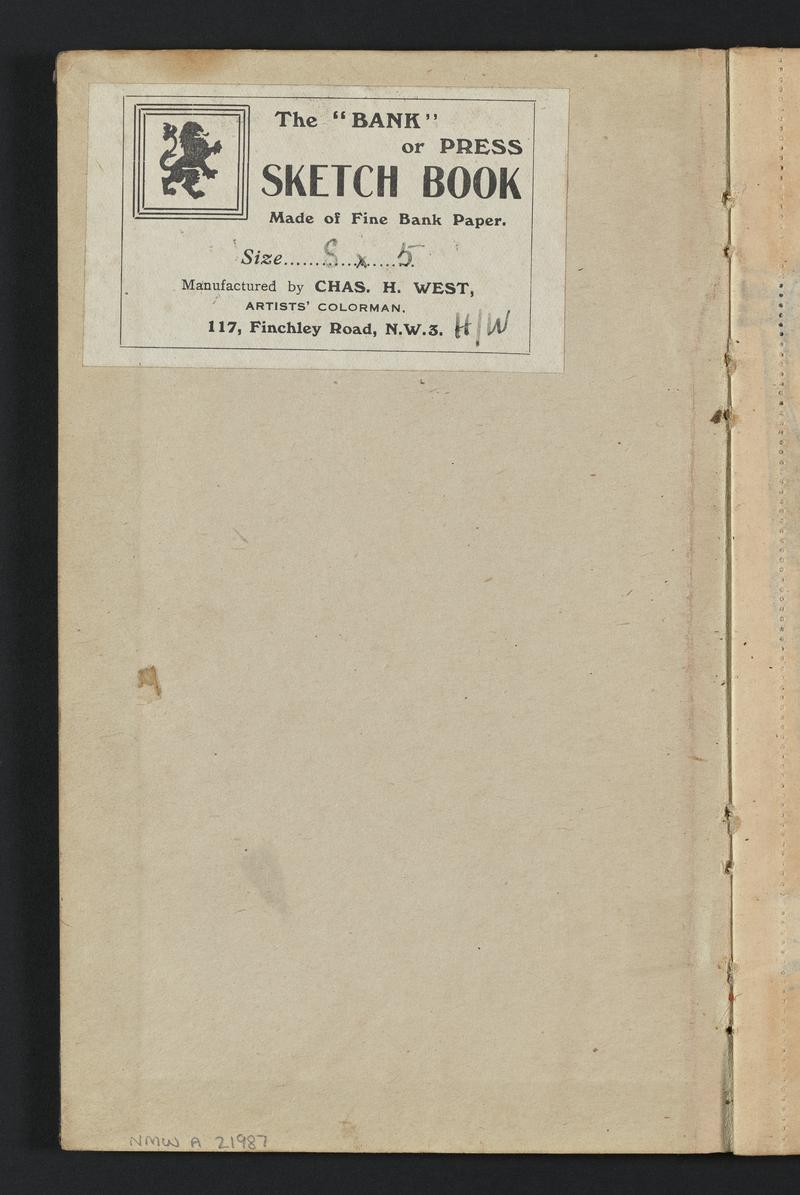 The “BANK”
or PRESS
SKETCH BOOK
Made of Fine Bank Paper.
Size.......8...x.....5.
Manufactured by CHAS. H. WEST,
ARTISTS' COLORMAN,
117, Finchley Road, N.W.3. H/W
NMW A 21987